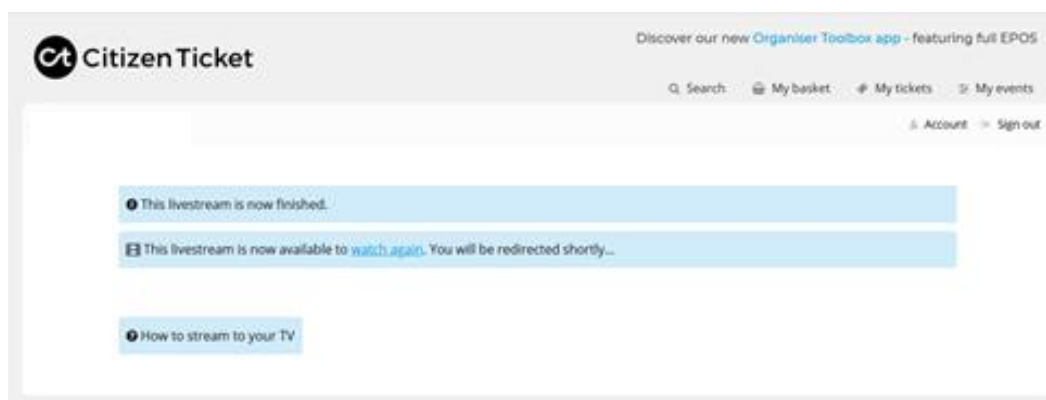 Ct Citizen Ticket
Discover our new Organiser Toolbox app - featuring full EPOS
Search My basket My tickets My events
Account Sign out
This livestream is now finished.
This livestream is now available to watch again. You will be redirected shortly...
How to stream to your TV